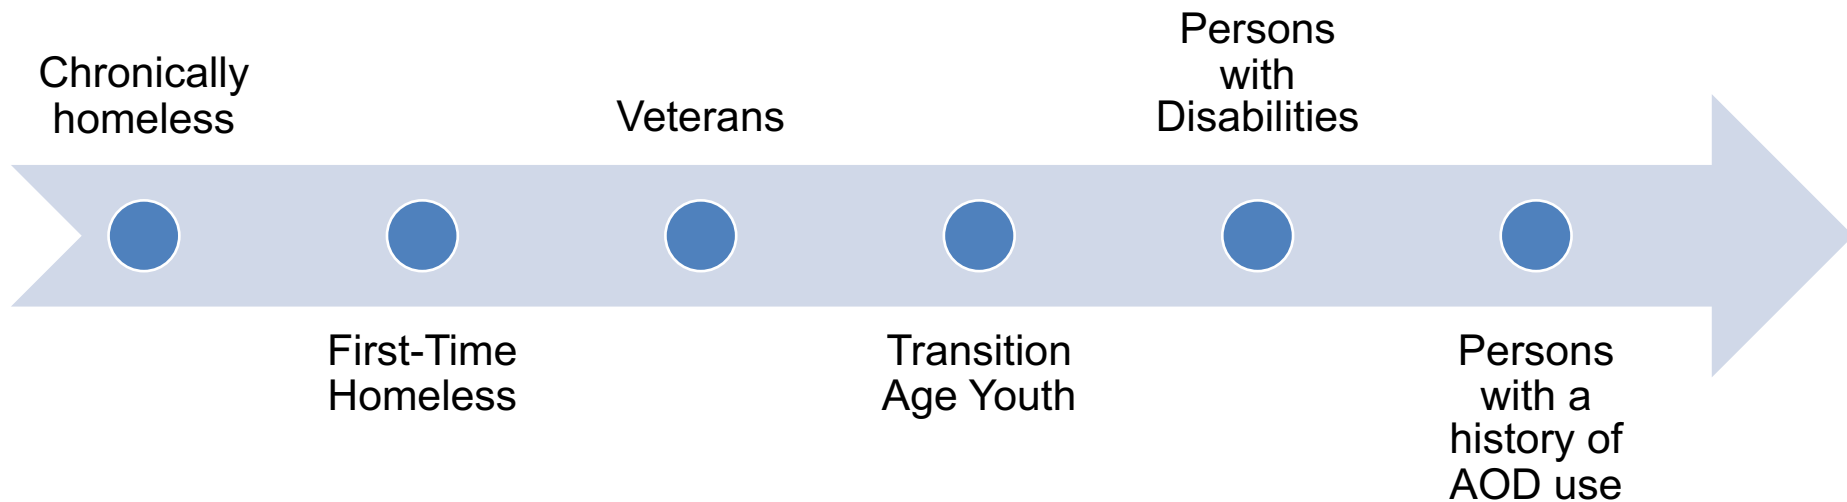 Chronically
homeless
First-Time
Homeless
Veterans
Transition
Age Youth
Persons
with
Disabilities
Persons
with a
history of
AOD use